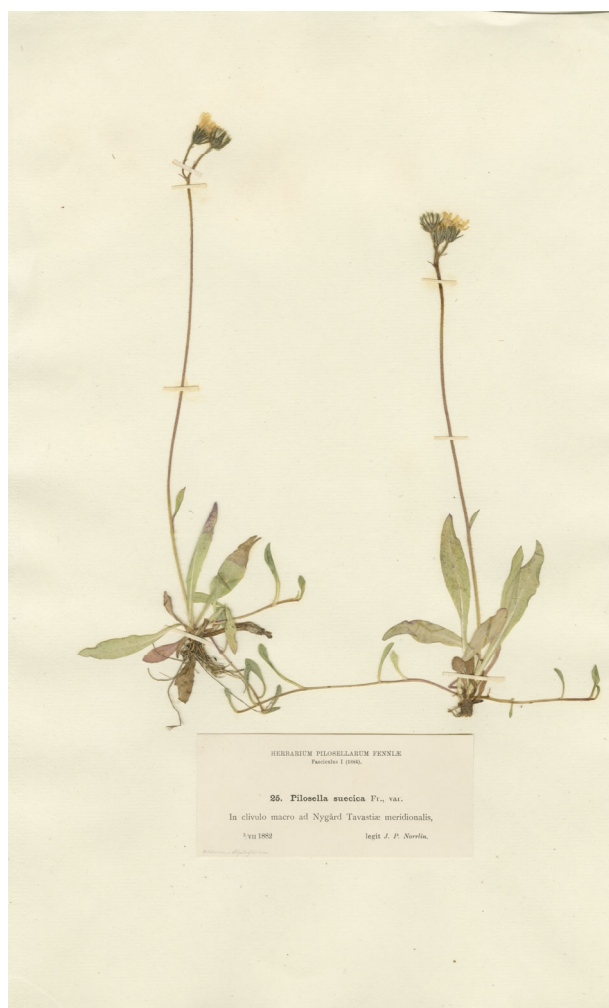 HERBARIUM PILOSELLARUM FENNIÆ
Fasciculus I (1886).
25. Pilosella suecica Fr., var.
In clivulo macro ad Nygård Tavastiæ meridionalis,
VII 1882 legit J. P. Norrlin.